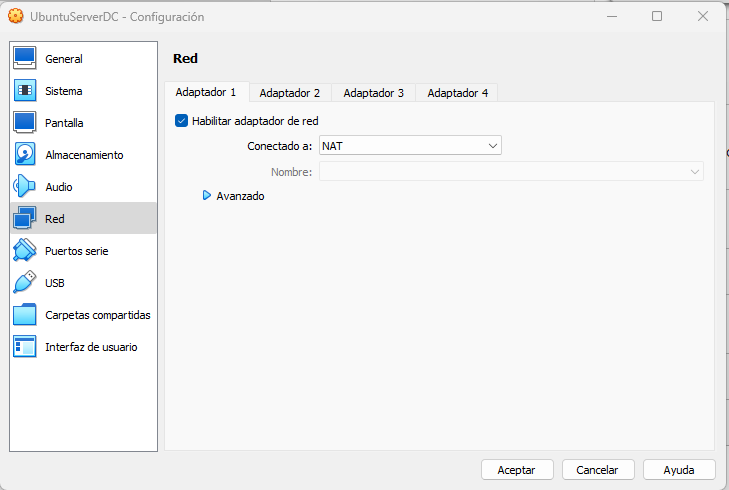 UbuntuServerDC - Configuración
General
Sistema
Pantalla
Almacenamiento
Audio
Red
Puertos serie
USB
Carpetas compartidas
Interfaz de usuario
Red
Adaptador 1 Adaptador 2 Adaptador 3 Adaptador 4
Habilitar adaptador de red
Conectado a: NAT
Nombre:
Avanzado
Aceptar Cancelar Ayuda